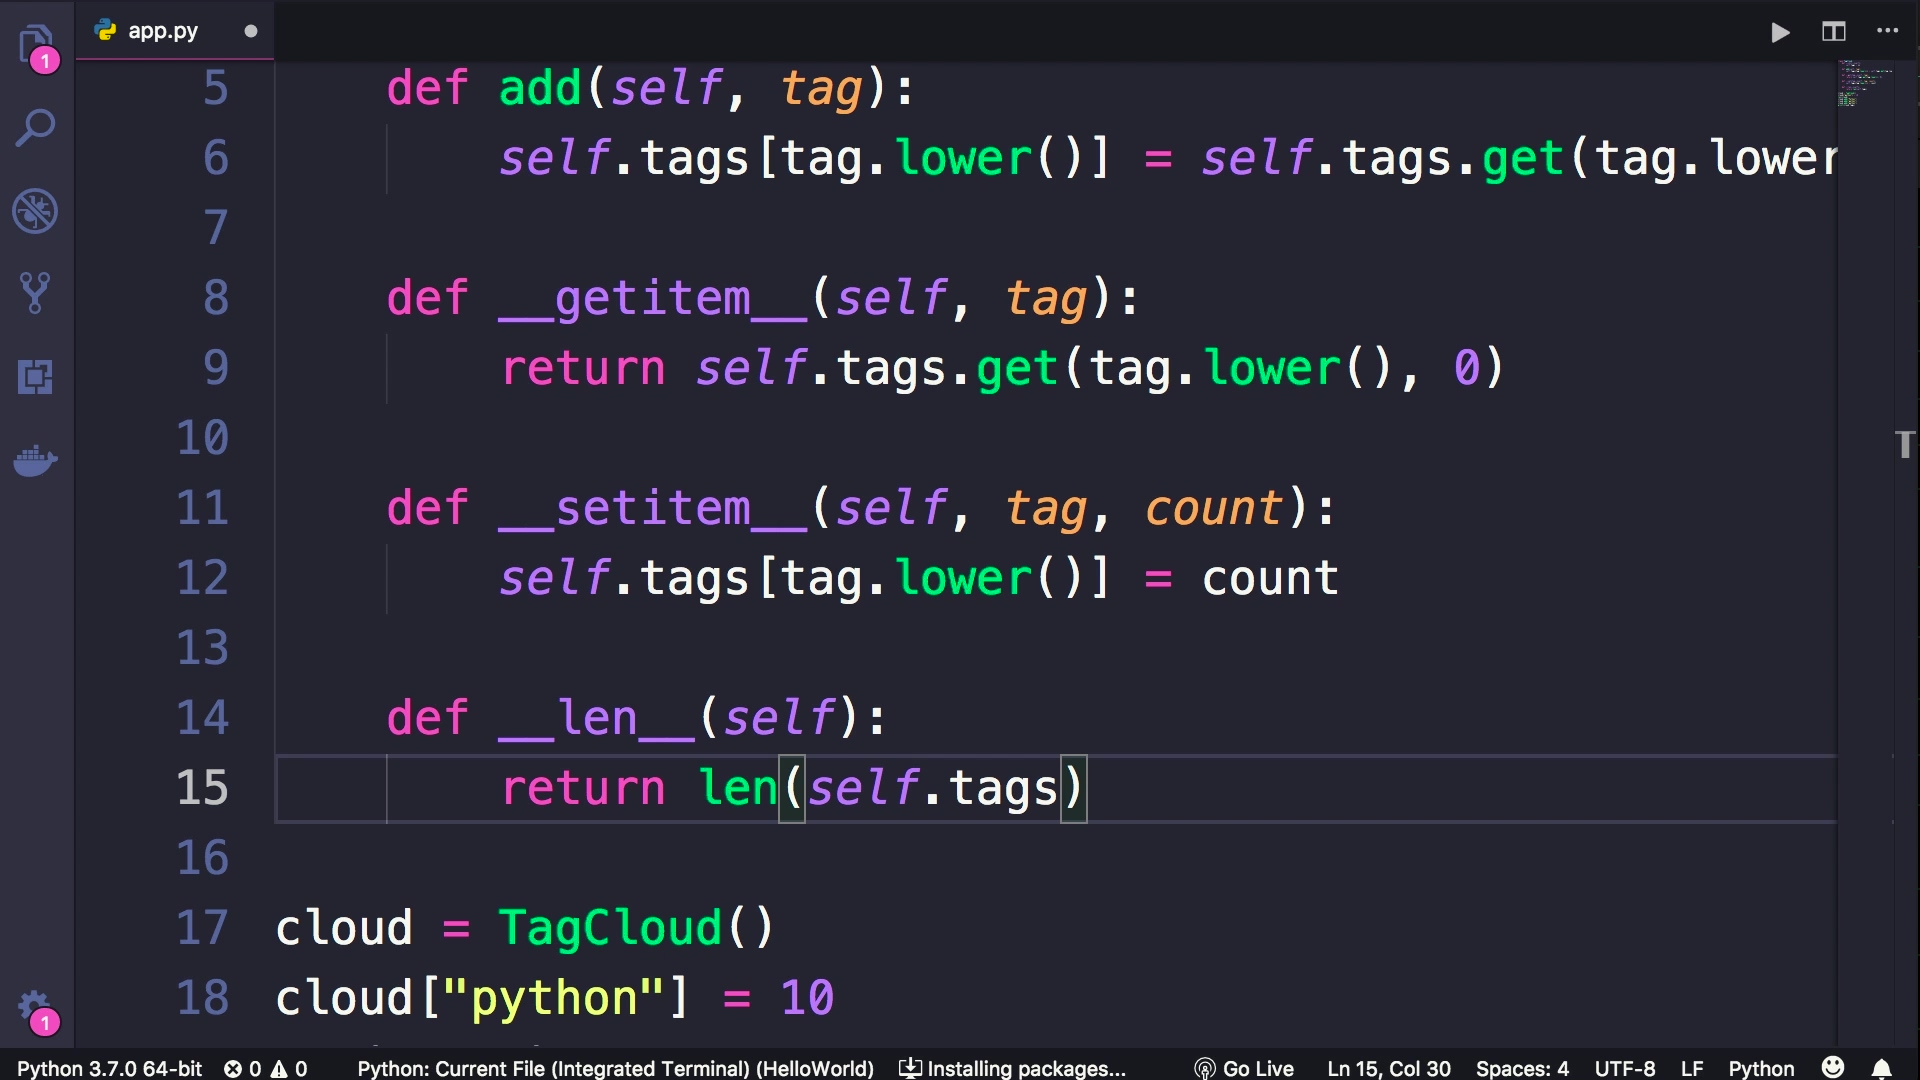 app.py
1
5 def add(self, tag):
6 self.tags[tag.lower()] = self.tags.get(tag.lower
7
8 def __getitem__(self, tag):
9 return self.tags.get(tag.lower(), 0)
10
11 def __setitem__(self, tag, count):
12 self.tags[tag.lower()] = count
13
14 def __len__(self):
15 return len(self.tags)
16
17 cloud = TagCloud()
18 cloud["python"] = 10
1
Python 3.7.0 64-bit 0 0 Python: Current File (Integrated Terminal) (HelloWorld) Installing packages... Go Live Ln 15, Col 30 Spaces: 4 UTF-8 LF Python